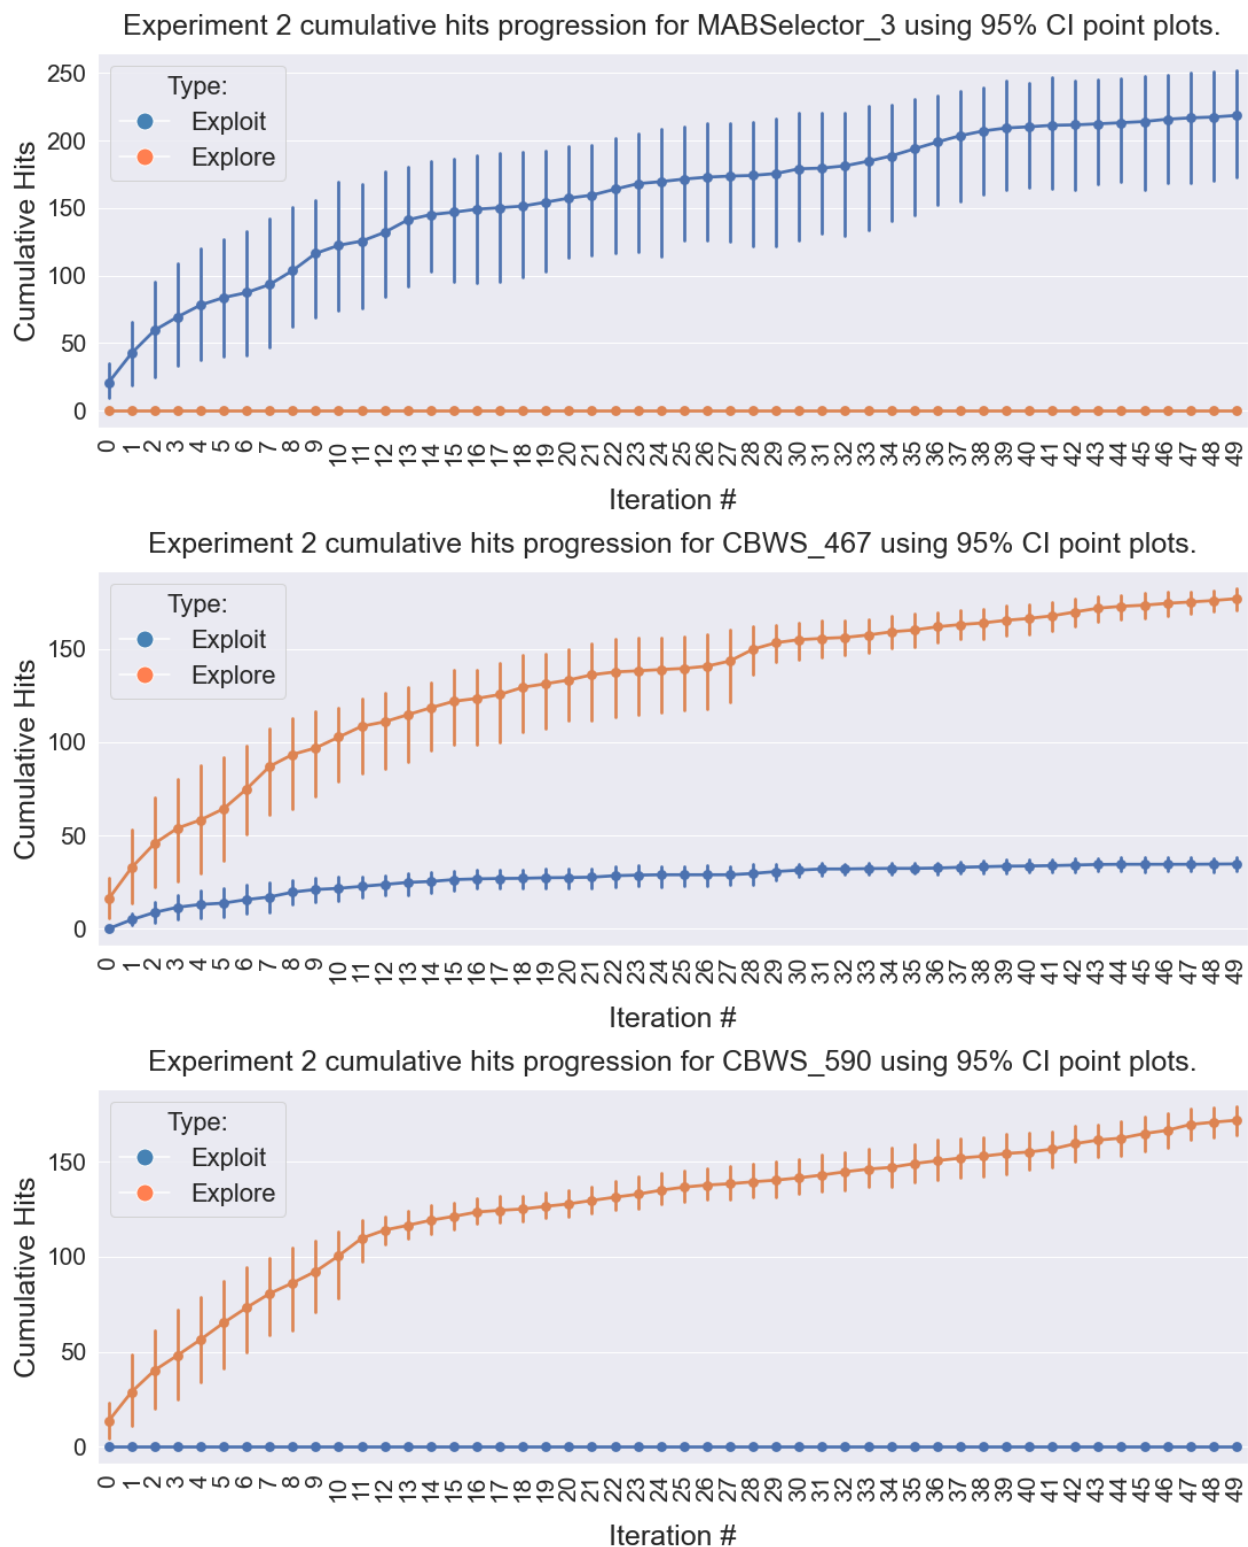 Experiment 2 cumulative hits progression for MABSelector_3 using 95% CI point plots.
Cumulative Hits
250
200
150
100
50
0
Type:
Exploit
Explore
0 1 2 3 4 5 6 7 8 9 10 11 12 13 14 15 16 17 18 19 20 21 22 23 24 25 26 27 28 29 30 31 32 33 34 35 36 37 38 39 40 41 42 43 44 45 46 47 48 49
Iteration #
Experiment 2 cumulative hits progression for CBWS_467 using 95% CI point plots.
Cumulative Hits
150
100
50
0
Type:
Exploit
Explore
0 1 2 3 4 5 6 7 8 9 10 11 12 13 14 15 16 17 18 19 20 21 22 23 24 25 26 27 28 29 30 31 32 33 34 35 36 37 38 39 40 41 42 43 44 45 46 47 48 49
Iteration #
Experiment 2 cumulative hits progression for CBWS_590 using 95% CI point plots.
Cumulative Hits
150
100
50
0
Type:
Exploit
Explore
0 1 2 3 4 5 6 7 8 9 10 11 12 13 14 15 16 17 18 19 20 21 22 23 24 25 26 27 28 29 30 31 32 33 34 35 36 37 38 39 40 41 42 43 44 45 46 47 48 49
Iteration #